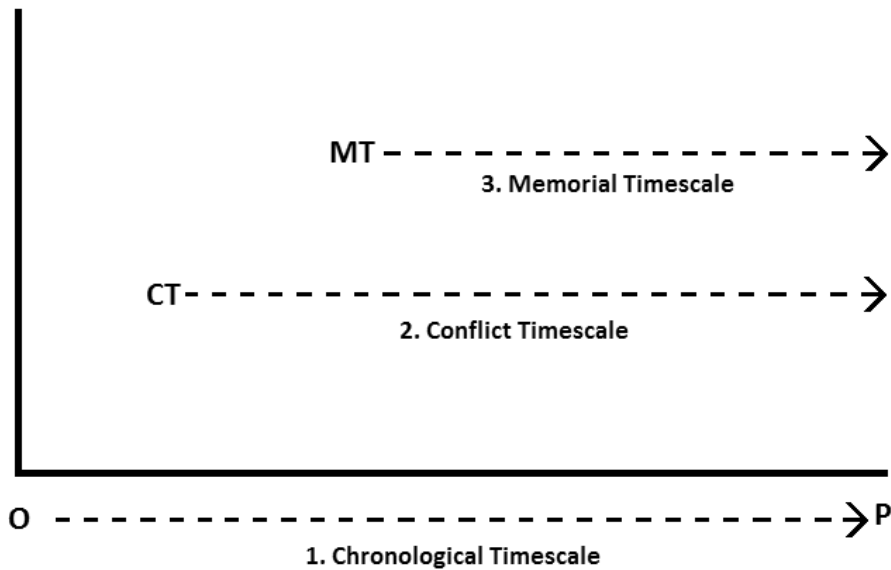 MT
3. Memorial Timescale
CT
2. Conflict Timescale
O P
1. Chronological Timescale